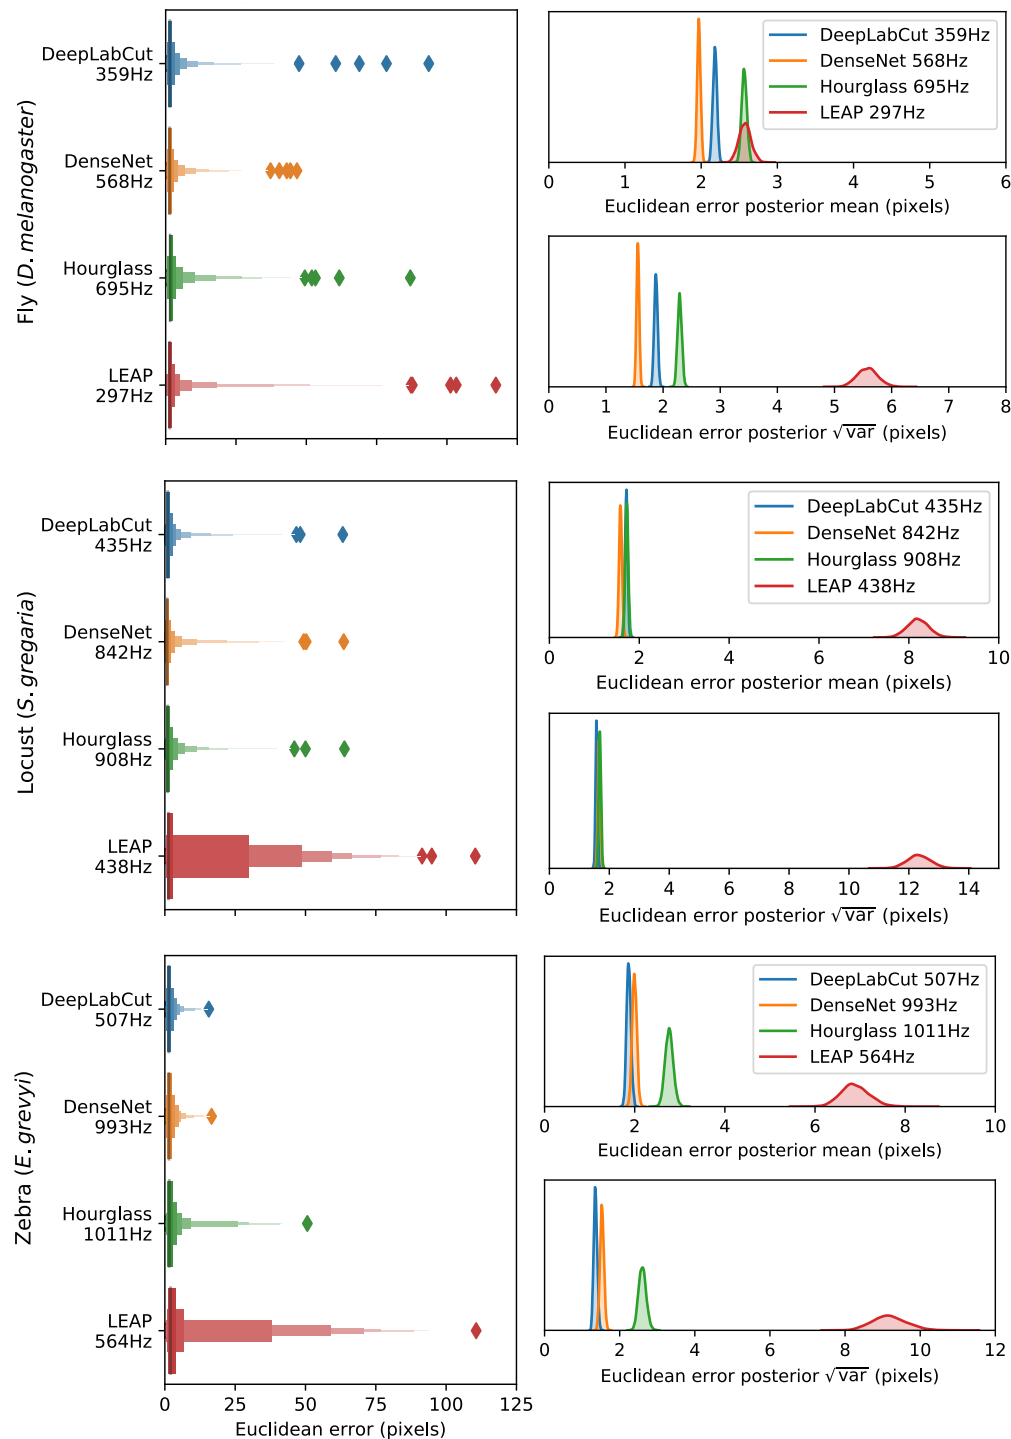 Fly (D. melanogaster)
DeepLabCut
359Hz
DenseNet
568Hz
Hourglass
695Hz
LEAP
297Hz
DeepLabCut 359Hz
DenseNet 568Hz
Hourglass 695Hz
LEAP 297Hz
0 1 2 3 4 5 6
Euclidean error posterior mean (pixels)
0 1 2 3 4 5 6 7 8
Euclidean error posterior √var (pixels)
Locust (S. gregaria)
DeepLabCut
435Hz
DenseNet
842Hz
Hourglass
908Hz
LEAP
438Hz
DeepLabCut 435Hz
DenseNet 842Hz
Hourglass 908Hz
LEAP 438Hz
0 2 4 6 8 10
Euclidean error posterior mean (pixels)
0 2 4 6 8 10 12 14
Euclidean error posterior √var (pixels)
Zebra (E. grevyi)
DeepLabCut
507Hz
DenseNet
993Hz
Hourglass
1011Hz
LEAP
564Hz
0 25 50 75 100 125
Euclidean error (pixels)
DeepLabCut 507Hz
DenseNet 993Hz
Hourglass 1011Hz
LEAP 564Hz
0 2 4 6 8 10
Euclidean error posterior mean (pixels)
0 2 4 6 8 10 12
Euclidean error posterior √var (pixels)